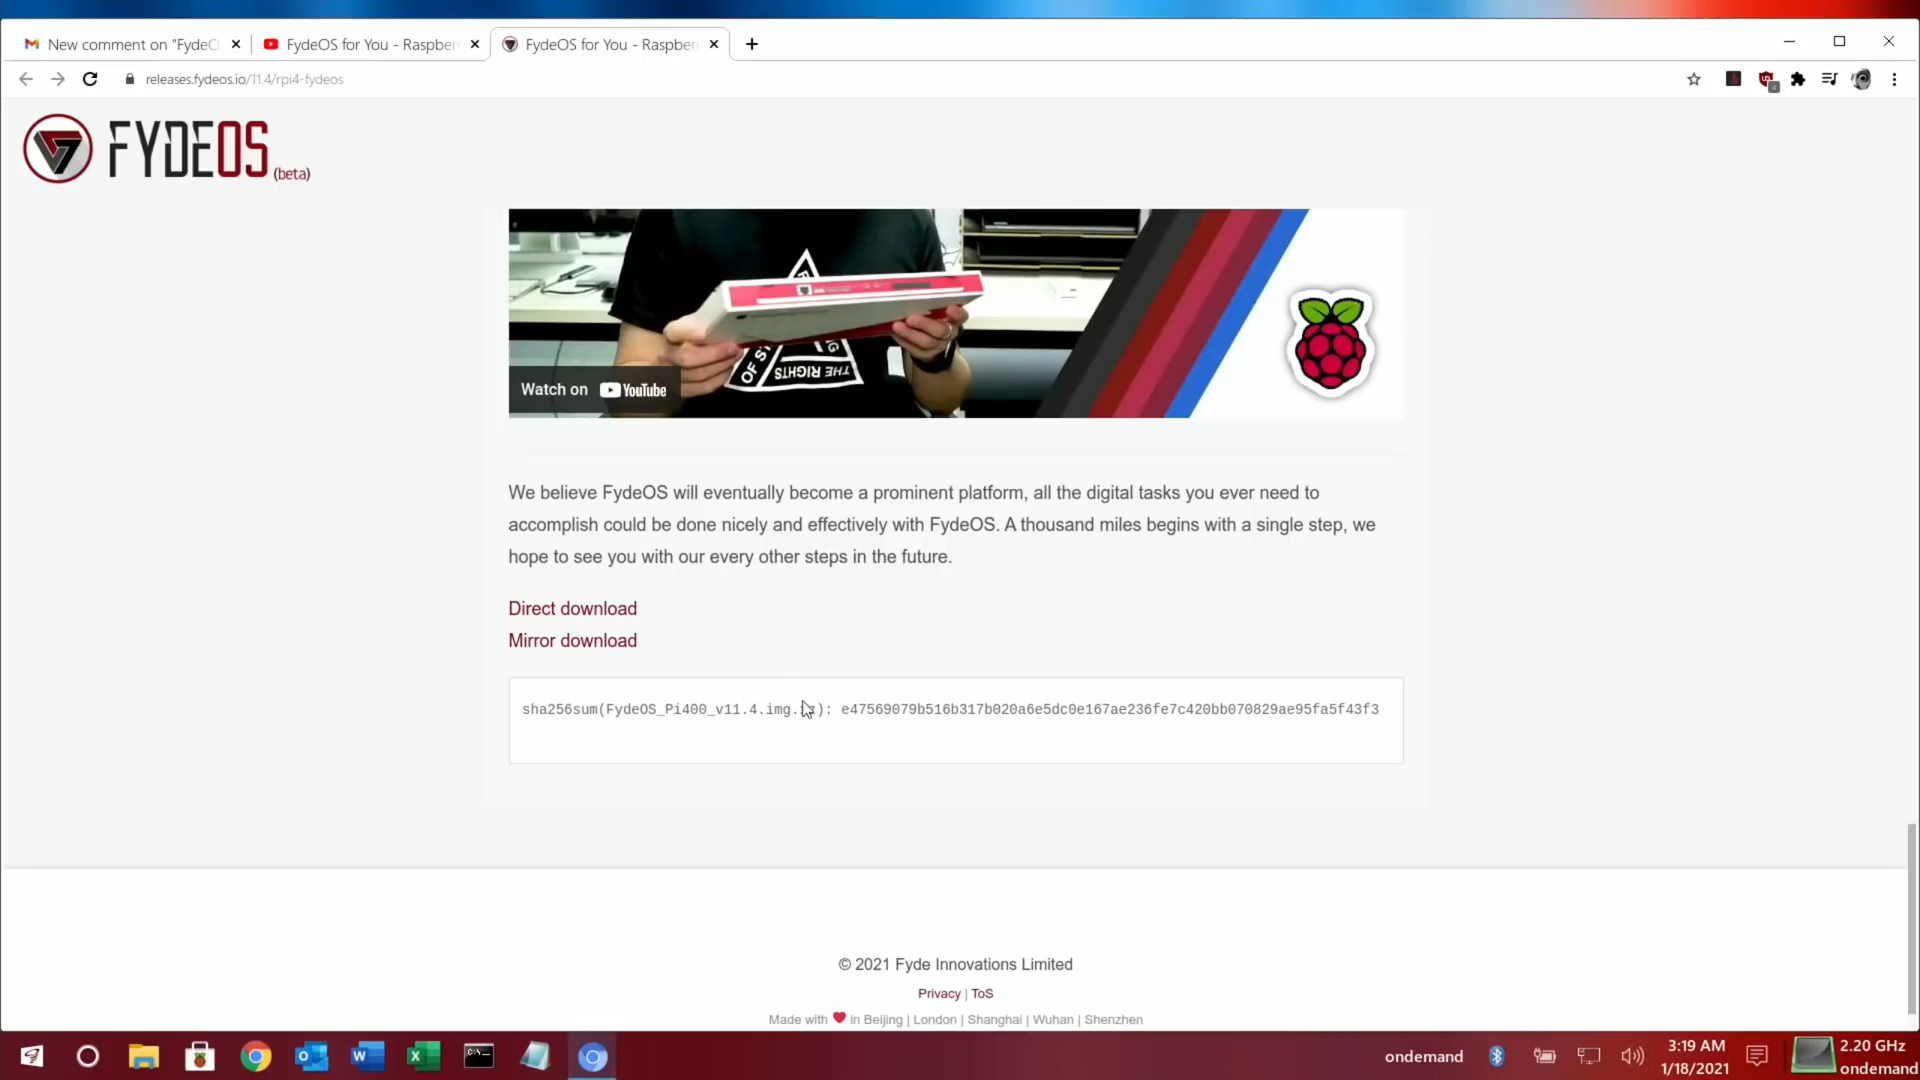 New comment on "FydeO
FydeOS for You - Raspber
FydeOS for You - Raspber
releases.fydeos.io/11.4/rpi4-fydeos
4
FYDEOS
(beta)
OF S
THE RIGHTS
Watch on YouTube
We believe FydeOS will eventually become a prominent platform, all the digital tasks you ever need to
accomplish could be done nicely and effectively with FydeOS. A thousand miles begins with a single step, we
hope to see you with our every other steps in the future.
Direct download
Mirror download
sha256sum(FydeOS_Pi400_v11.4.img. ): e47569079b516b317b020a6e5dc0e167ae236fe7c420bb070829ae95fa5f43f3
© 2021 Fyde Innovations Limited
Privacy | ToS
Made with ❤ in Beijing | London | Shanghai | Wuhan | Shenzhen
ondemand
3:19 AM
1/18/2021
2.20 GHz
ondemand